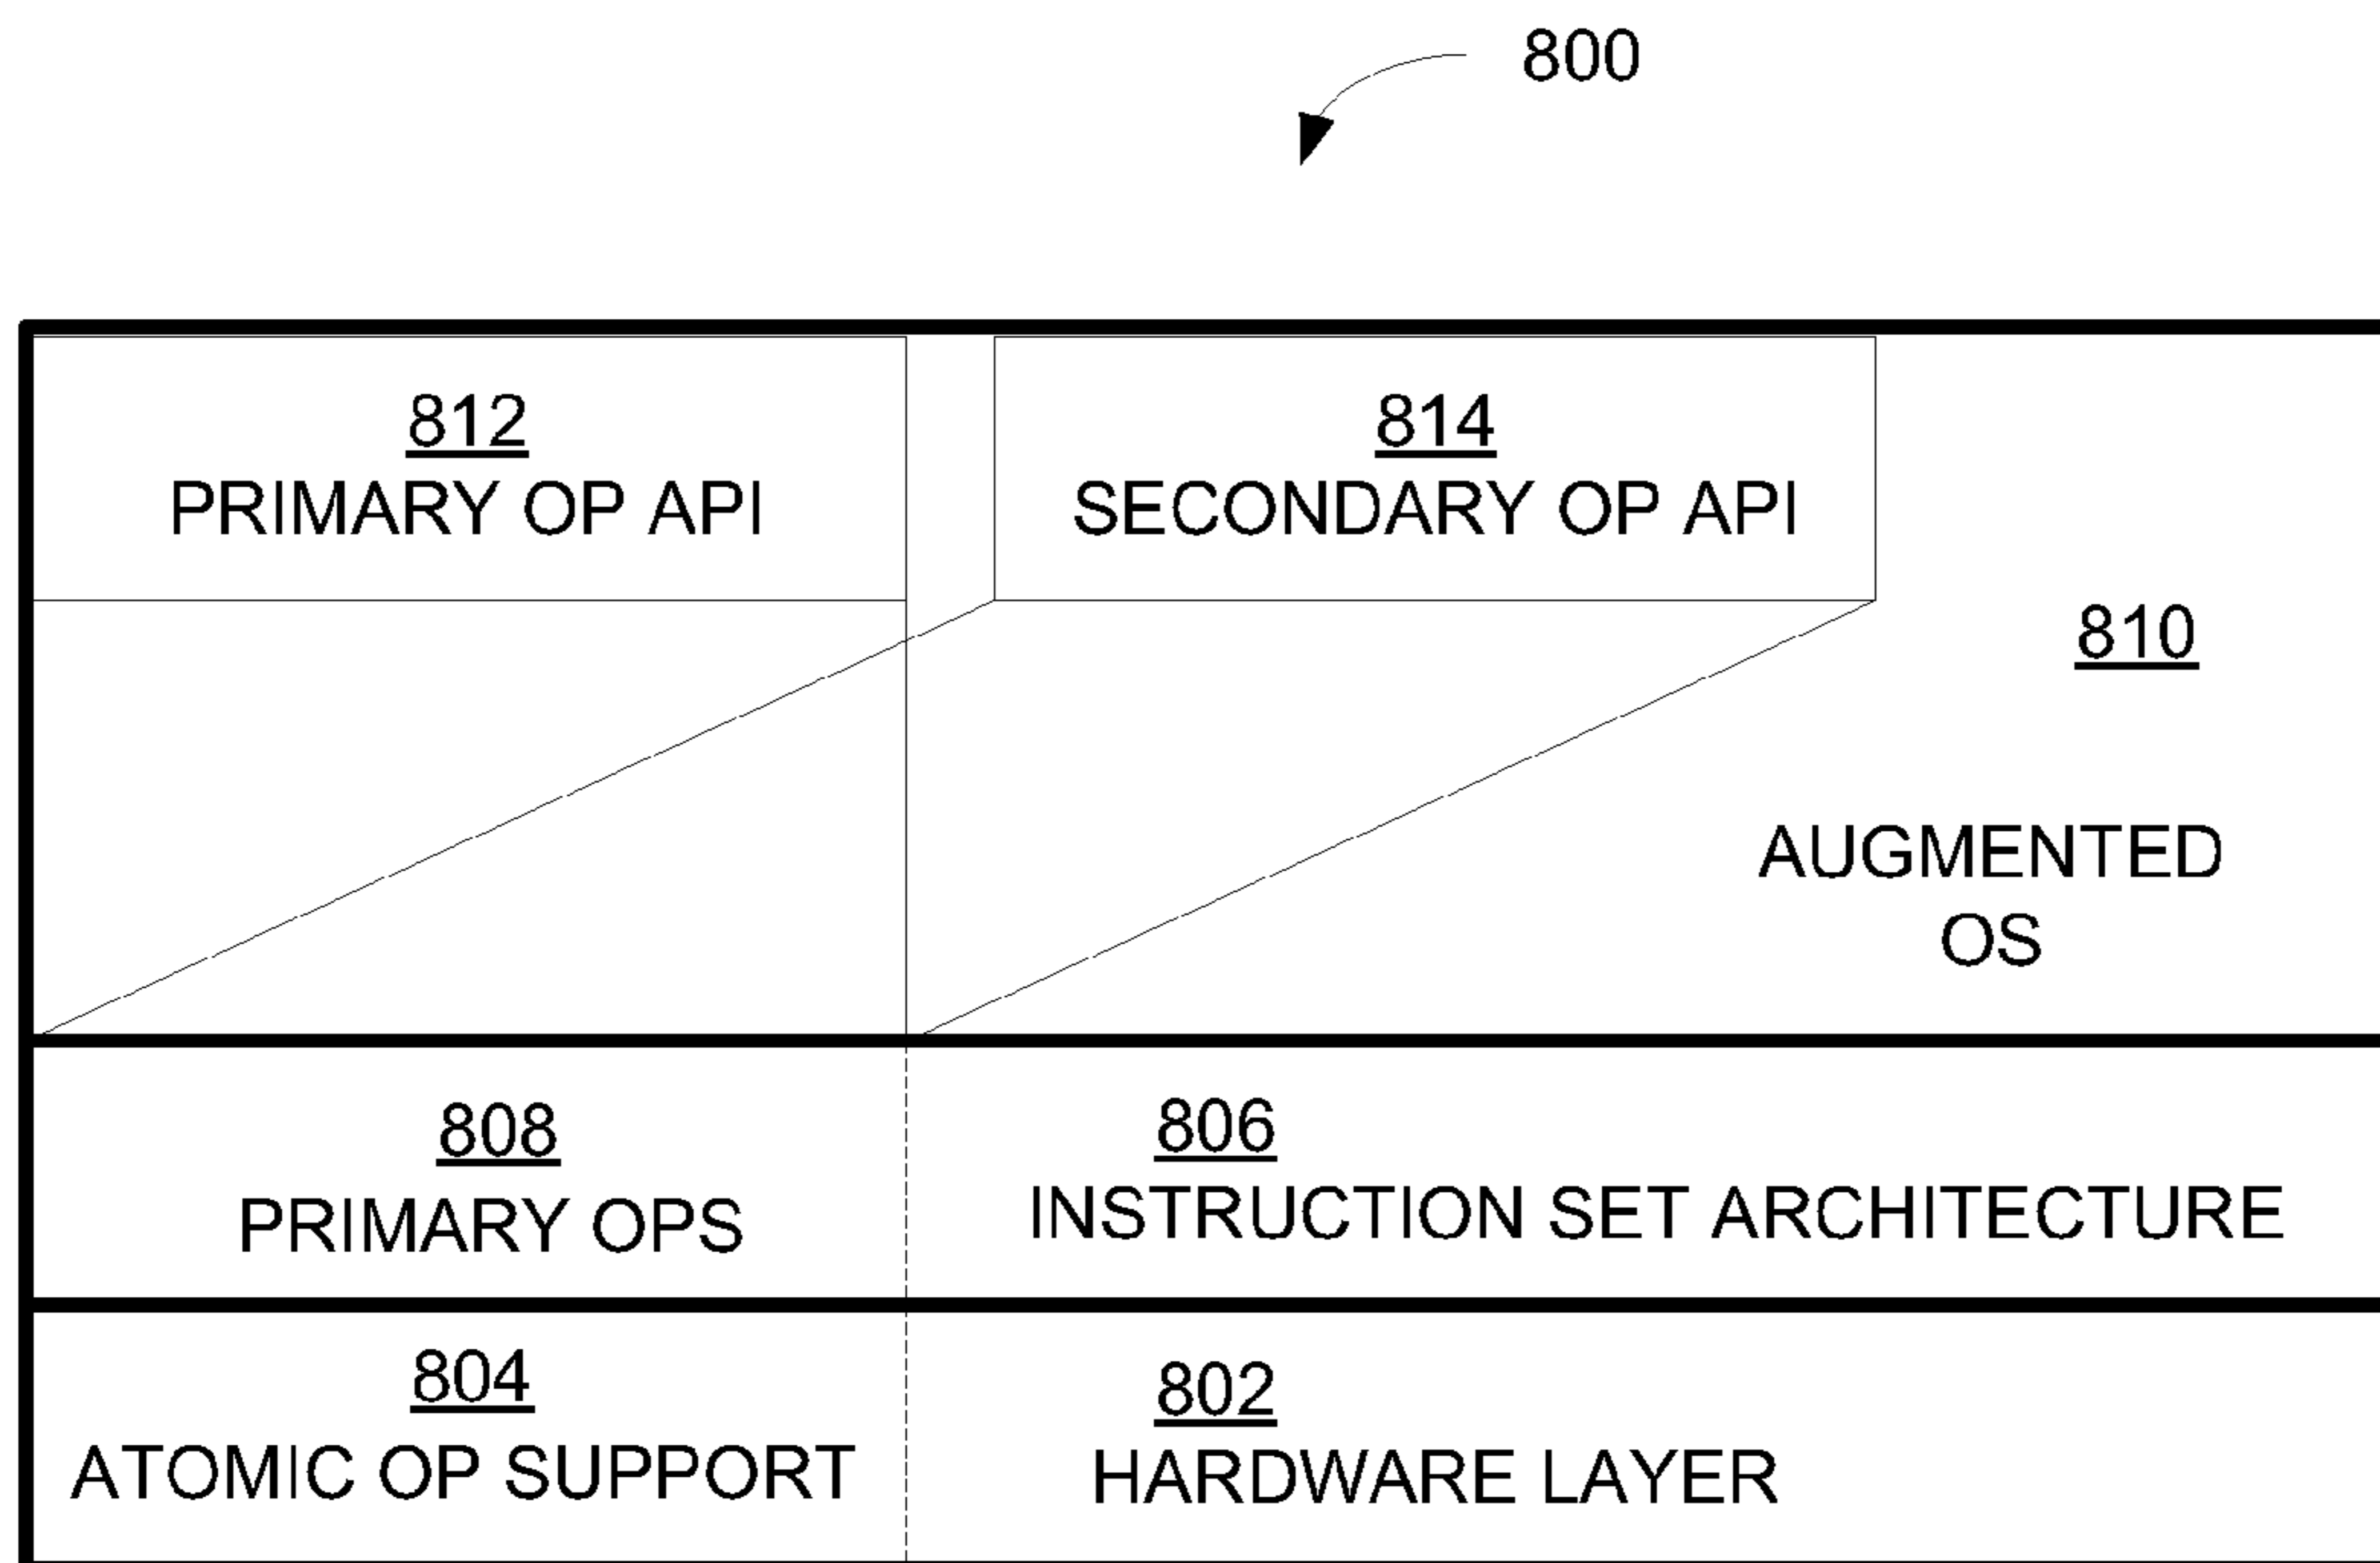 800
812
PRIMARY OP API
814
SECONDARY OP API
810
AUGMENTED
OS
808
PRIMARY OPS
806
INSTRUCTION SET ARCHITECTURE
804
ATOMIC OP SUPPORT
802
HARDWARE LAYER